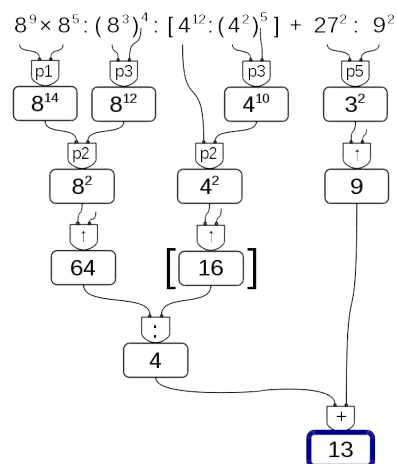 8⁹ × 8⁵ : ( 8³ )⁴ : [ 4¹² : ( 4² )⁵ ] + 27² : 9²
p1 p3 p3 p5
8¹⁴ 8¹² 4¹⁰ 3²
p2 p2 ↑
8² 4² 9
↑ ↑
64 [ 16 ]
:
4
+
13